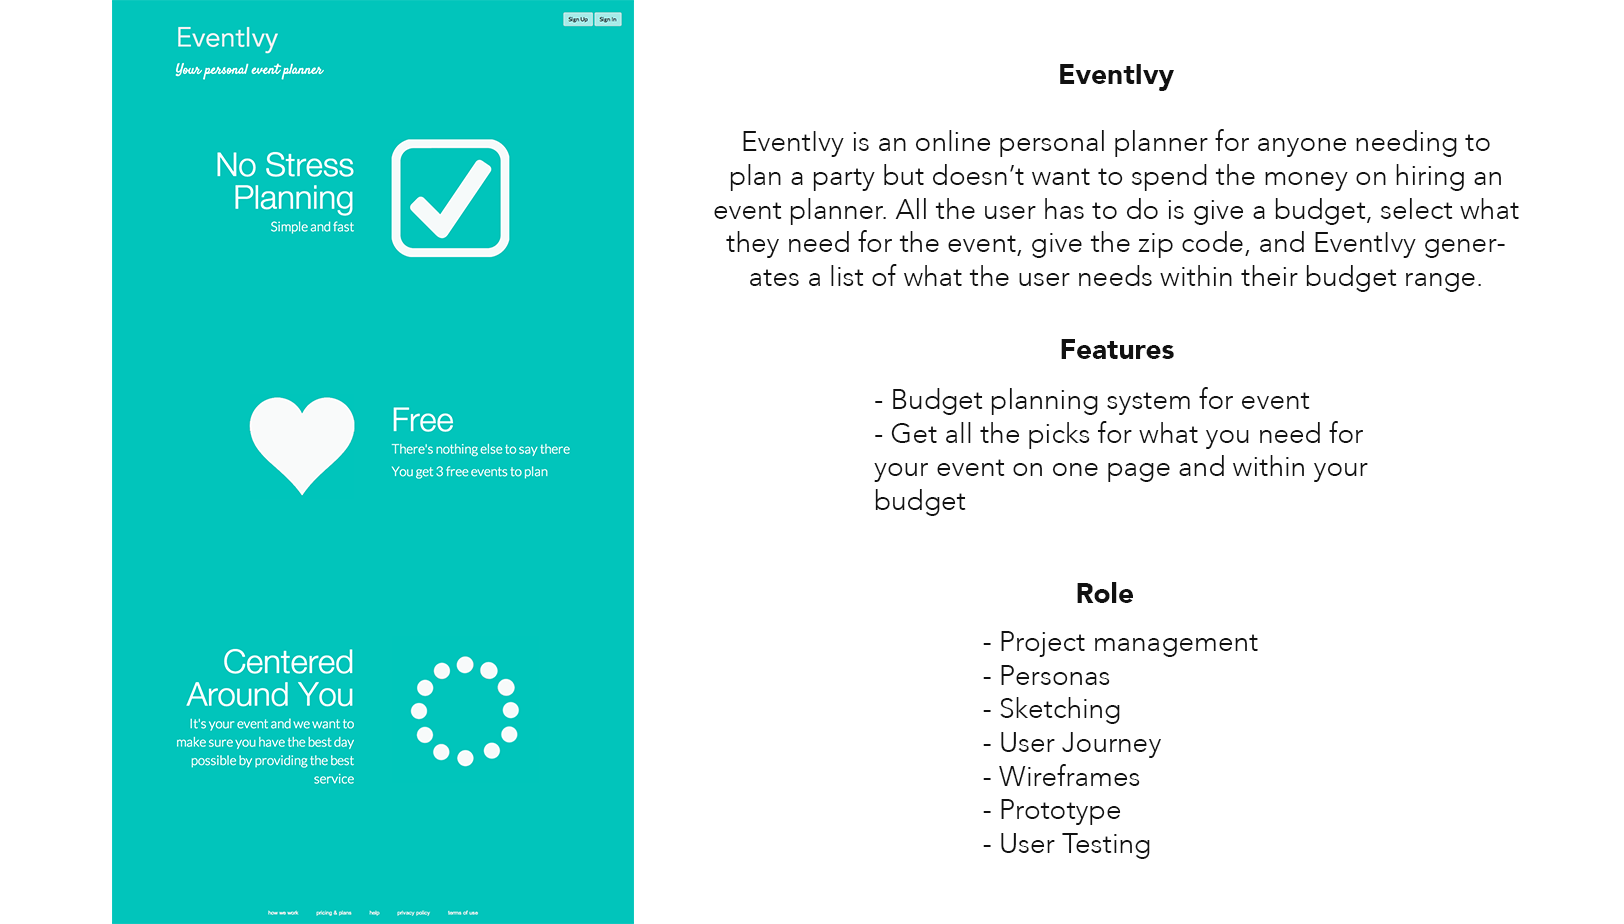 Sign Up
Sign In
EventIvy
Your personal event planner
No Stress
Planning
Simple and fast
Free
There's nothing else to say there
You get 3 free events to plan
Centered
Around You
It's your event and we want to
make sure you have the best day
possible by providing the best
service
how we work
pricing & plans
help
privacy policy
terms of use
EventIvy
EventIvy is an online personal planner for anyone needing to
plan a party but doesn’t want to spend the money on hiring an
event planner. All the user has to do is give a budget, select what
they need for the event, give the zip code, and EventIvy gener-
ates a list of what the user needs within their budget range.
Features
- Budget planning system for event
- Get all the picks for what you need for
your event on one page and within your
budget
Role
- Project management
- Personas
- Sketching
- User Journey
- Wireframes
- Prototype
- User Testing